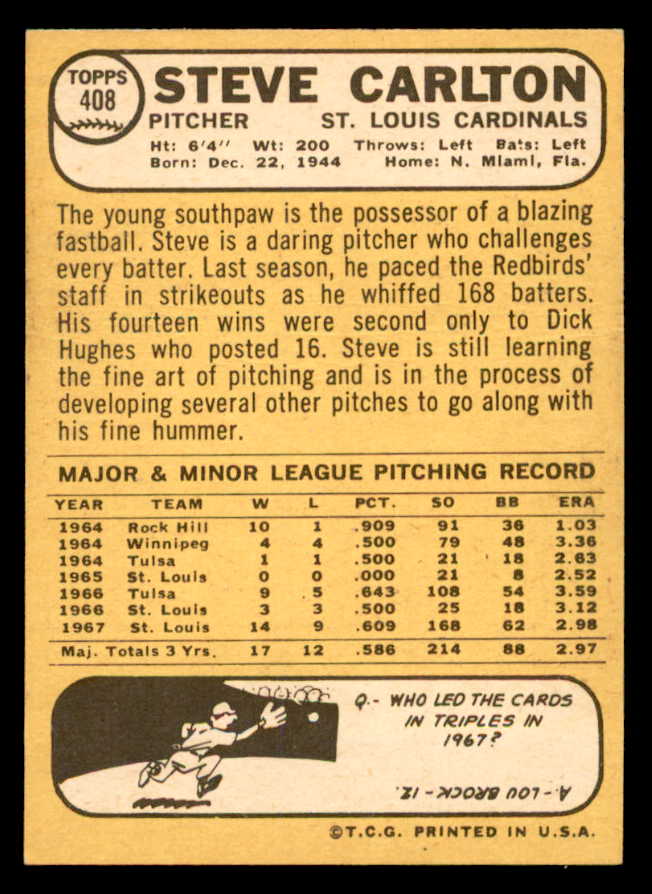 TOPPS
408
STEVE CARLTON
PITCHER ST. LOUIS CARDINALS
Ht: 6'4" Wt: 200 Throws: Left Bats: Left
Born: Dec. 22, 1944 Home: N. Miami, Fla.
The young southpaw is the possessor of a blazing
fastball. Steve is a daring pitcher who challenges
every batter. Last season, he paced the Redbirds'
staff in strikeouts as he whiffed 168 batters.
His fourteen wins were second only to Dick
Hughes who posted 16. Steve is still learning
the fine art of pitching and is in the process of
developing several other pitches to go along with
his fine hummer.
MAJOR & MINOR LEAGUE PITCHING RECORD
YEAR TEAM W L PCT. SO BB ERA
1964 Rock Hill 10 1 .909 91 36 1.03
1964 Winnipeg 4 4 .500 79 48 3.36
1964 Tulsa 1 1 .500 21 18 2.63
1965 St. Louis 0 0 .000 21 8 2.52
1966 Tulsa 9 5 .643 108 54 3.59
1966 St. Louis 3 3 .500 25 18 3.12
1967 St. Louis 14 9 .609 168 62 2.98
Maj. Totals 3 Yrs. 17 12 .586 214 88 2.97
Q.- WHO LED THE CARDS
IN TRIPLES IN
1967?
A-LOU BROCK-12.
©T.C.G. PRINTED IN U.S.A.